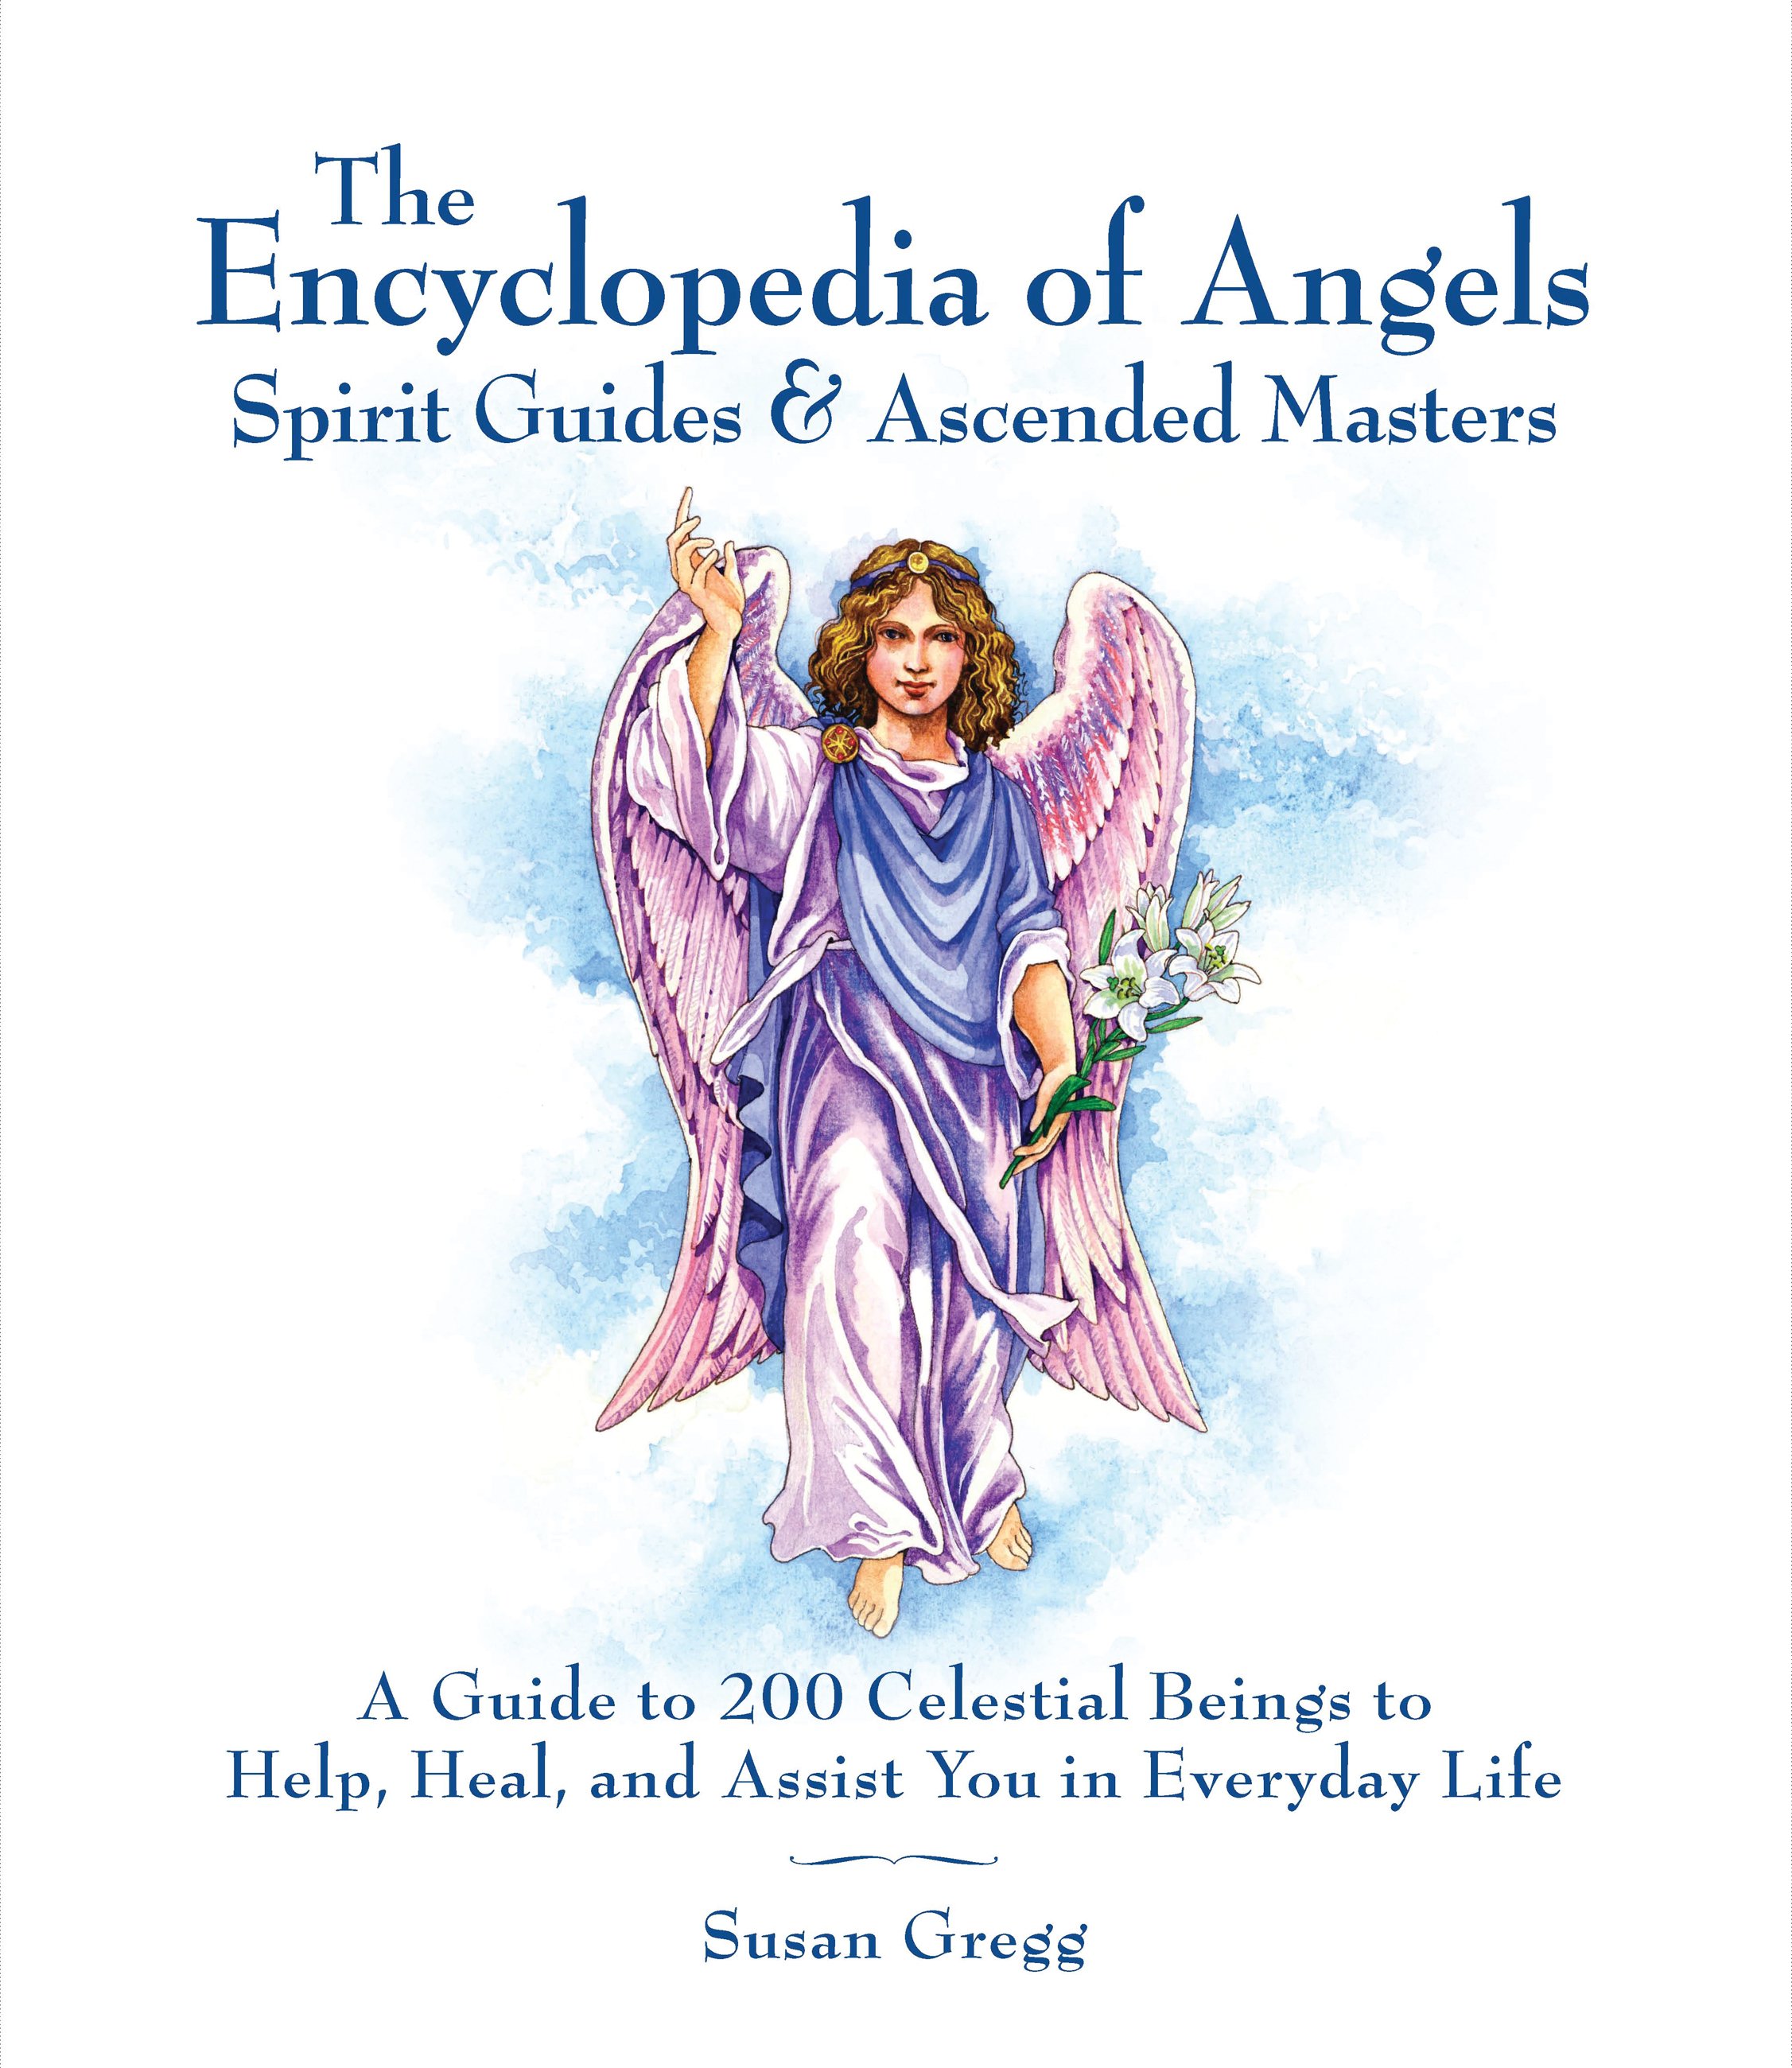 The
Encyclopedia of Angels
Spirit Guides & Ascended Masters
A Guide to 200 Celestial Beings to
Help, Heal, and Assist You in Everyday Life
Susan Gregg